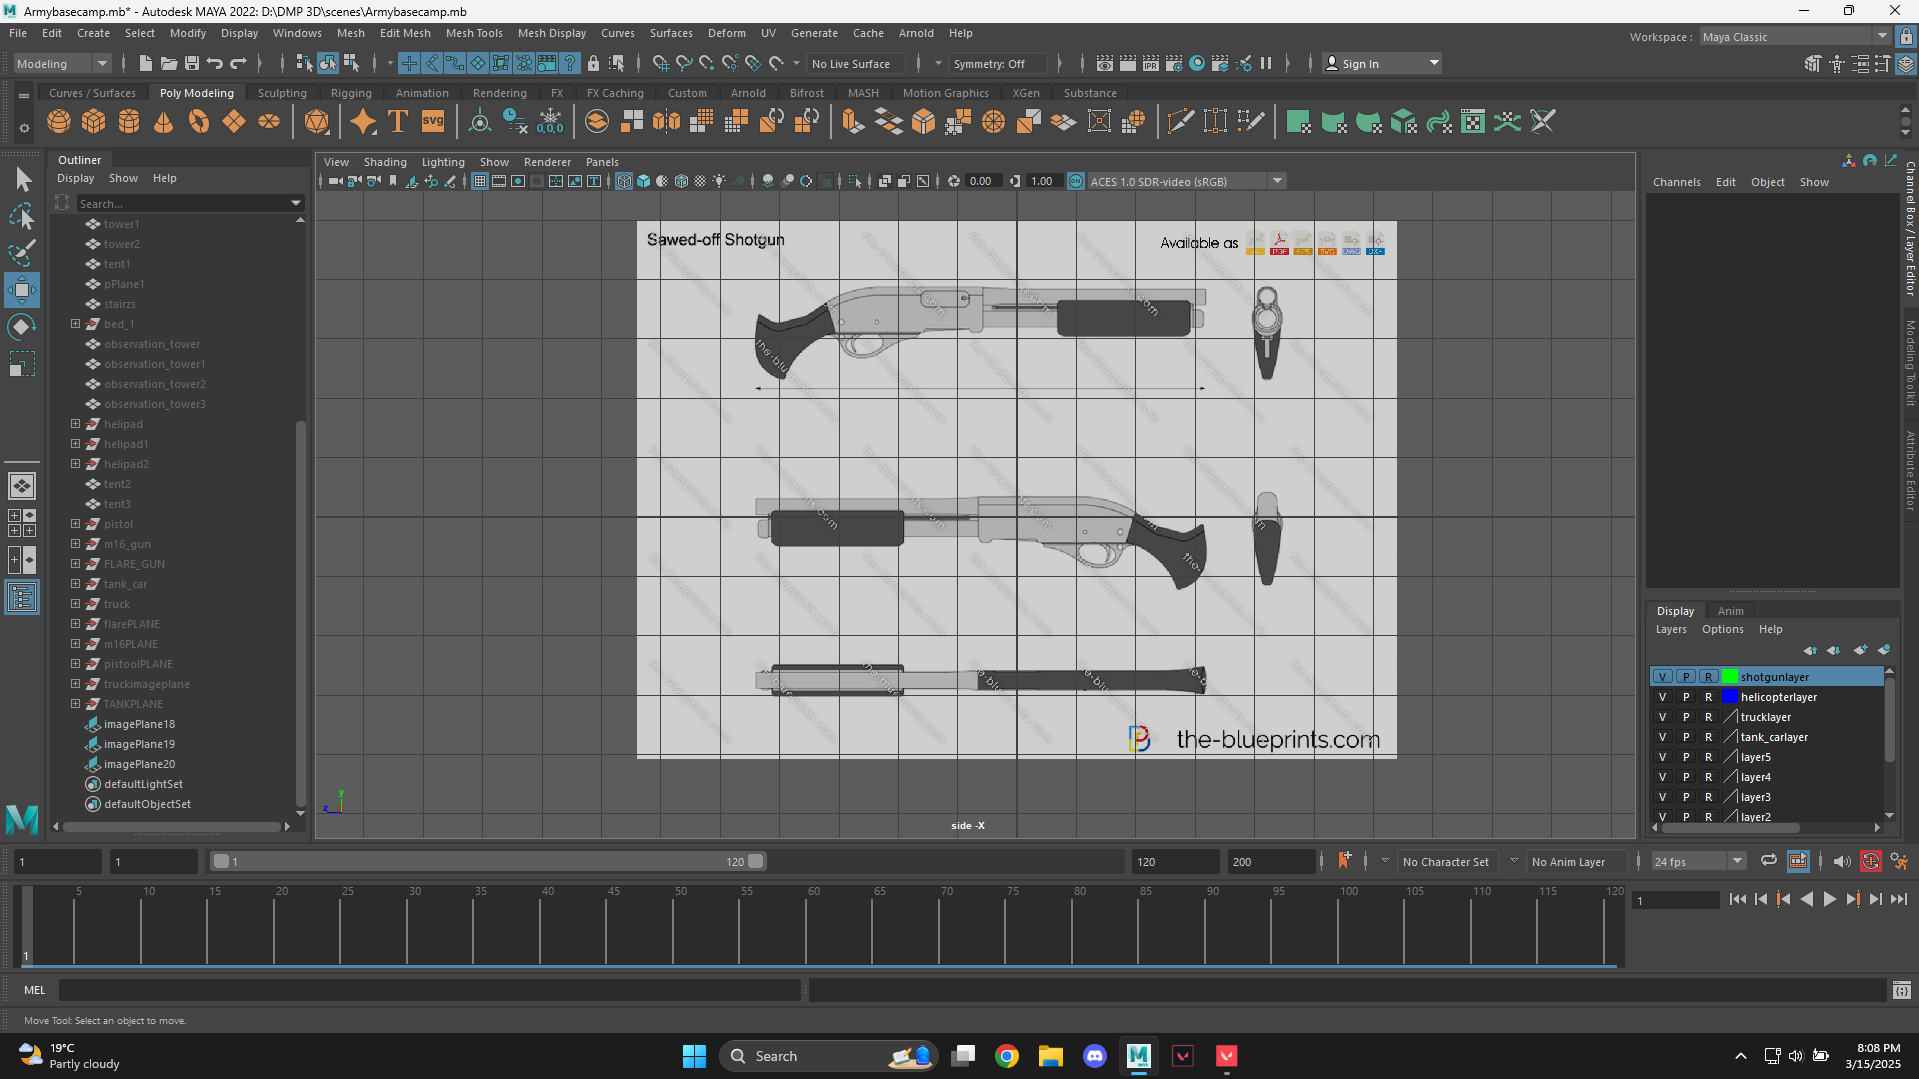 Armybasecamp.mb* - Autodesk MAYA 2022: D:\DMP 3D\scenes\Armybasecamp.mb
File Edit Create Select Modify Display Windows Mesh Edit Mesh Mesh Tools Mesh Display Curves Surfaces Deform UV Generate Cache Arnold Help
Workspace : Maya Classic
Modeling No Live Surface Symmetry: Off Sign In
Curves / Surfaces Poly Modeling Sculpting Rigging Animation Rendering FX FX Caching Custom Arnold Bifrost MASH Motion Graphics XGen Substance
Outliner
Display Show Help
Search...
tower1
tower2
tent1
pPlane1
stairzs
bed_1
observation_tower
observation_tower1
observation_tower2
observation_tower3
helipad
helipad1
helipad2
tent2
tent3
pistol
m16_gun
FLARE_GUN
tank_car
truck
flarePLANE
m16PLANE
pistoolPLANE
truckimageplane
TANKPLANE
imagePlane18
imagePlane19
imagePlane20
defaultLightSet
defaultObjectSet
View Shading Lighting Show Renderer Panels
0.00 1.00 ACES 1.0 SDR-video (sRGB)
Sawed-off Shotgun
Available as
PDF EPS SVG DWG DXF
the-blueprints.com
side -X
y
z
Channels Edit Object Show
Channel Box / Layer Editor
Modeling Toolkit
Attribute Editor
Display Anim
Layers Options Help
V P R shotgunlayer
V P R helicopterlayer
V P R trucklayer
V P R tank_carlayer
V P R layer5
V P R layer4
V P R layer3
V P R layer2
1 1 1 120 120 200 No Character Set No Anim Layer 24 fps
5 10 15 20 25 30 35 40 45 50 55 60 65 70 75 80 85 90 95 100 105 110 115 120
1
1
MEL
Move Tool: Select an object to move.
19°C
Partly cloudy
Search
8:08 PM
3/15/2025